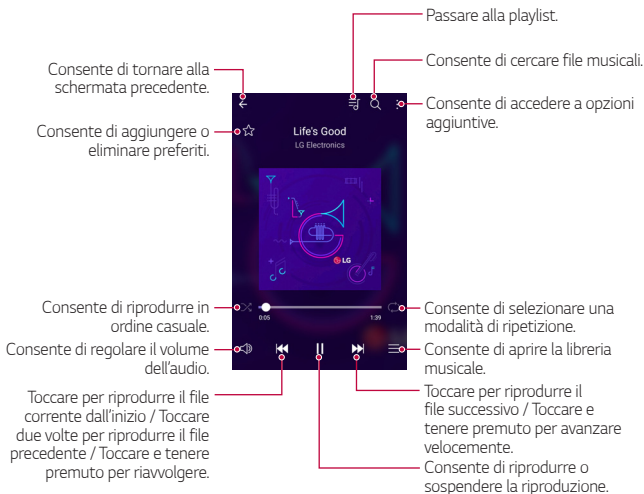 Passare alla playlist.
Consente di cercare file musicali.
Consente di tornare alla
schermata precedente.
Consente di accedere a opzioni
aggiuntive.
Consente di aggiungere o
eliminare preferiti.
Life's Good
LG Electronics
LG
Consente di riprodurre in
ordine casuale.
0:05
1:39
Consente di selezionare una
modalità di ripetizione.
Consente di regolare il volume
dell'audio.
Consente di aprire la libreria
musicale.
Toccare per riprodurre il file
corrente dall'inizio / Toccare
due volte per riprodurre il file
precedente / Toccare e tenere
premuto per riavvolgere.
Toccare per riprodurre il
file successivo / Toccare e
tenere premuto per avanzare
velocemente.
Consente di riprodurre o
sospendere la riproduzione.